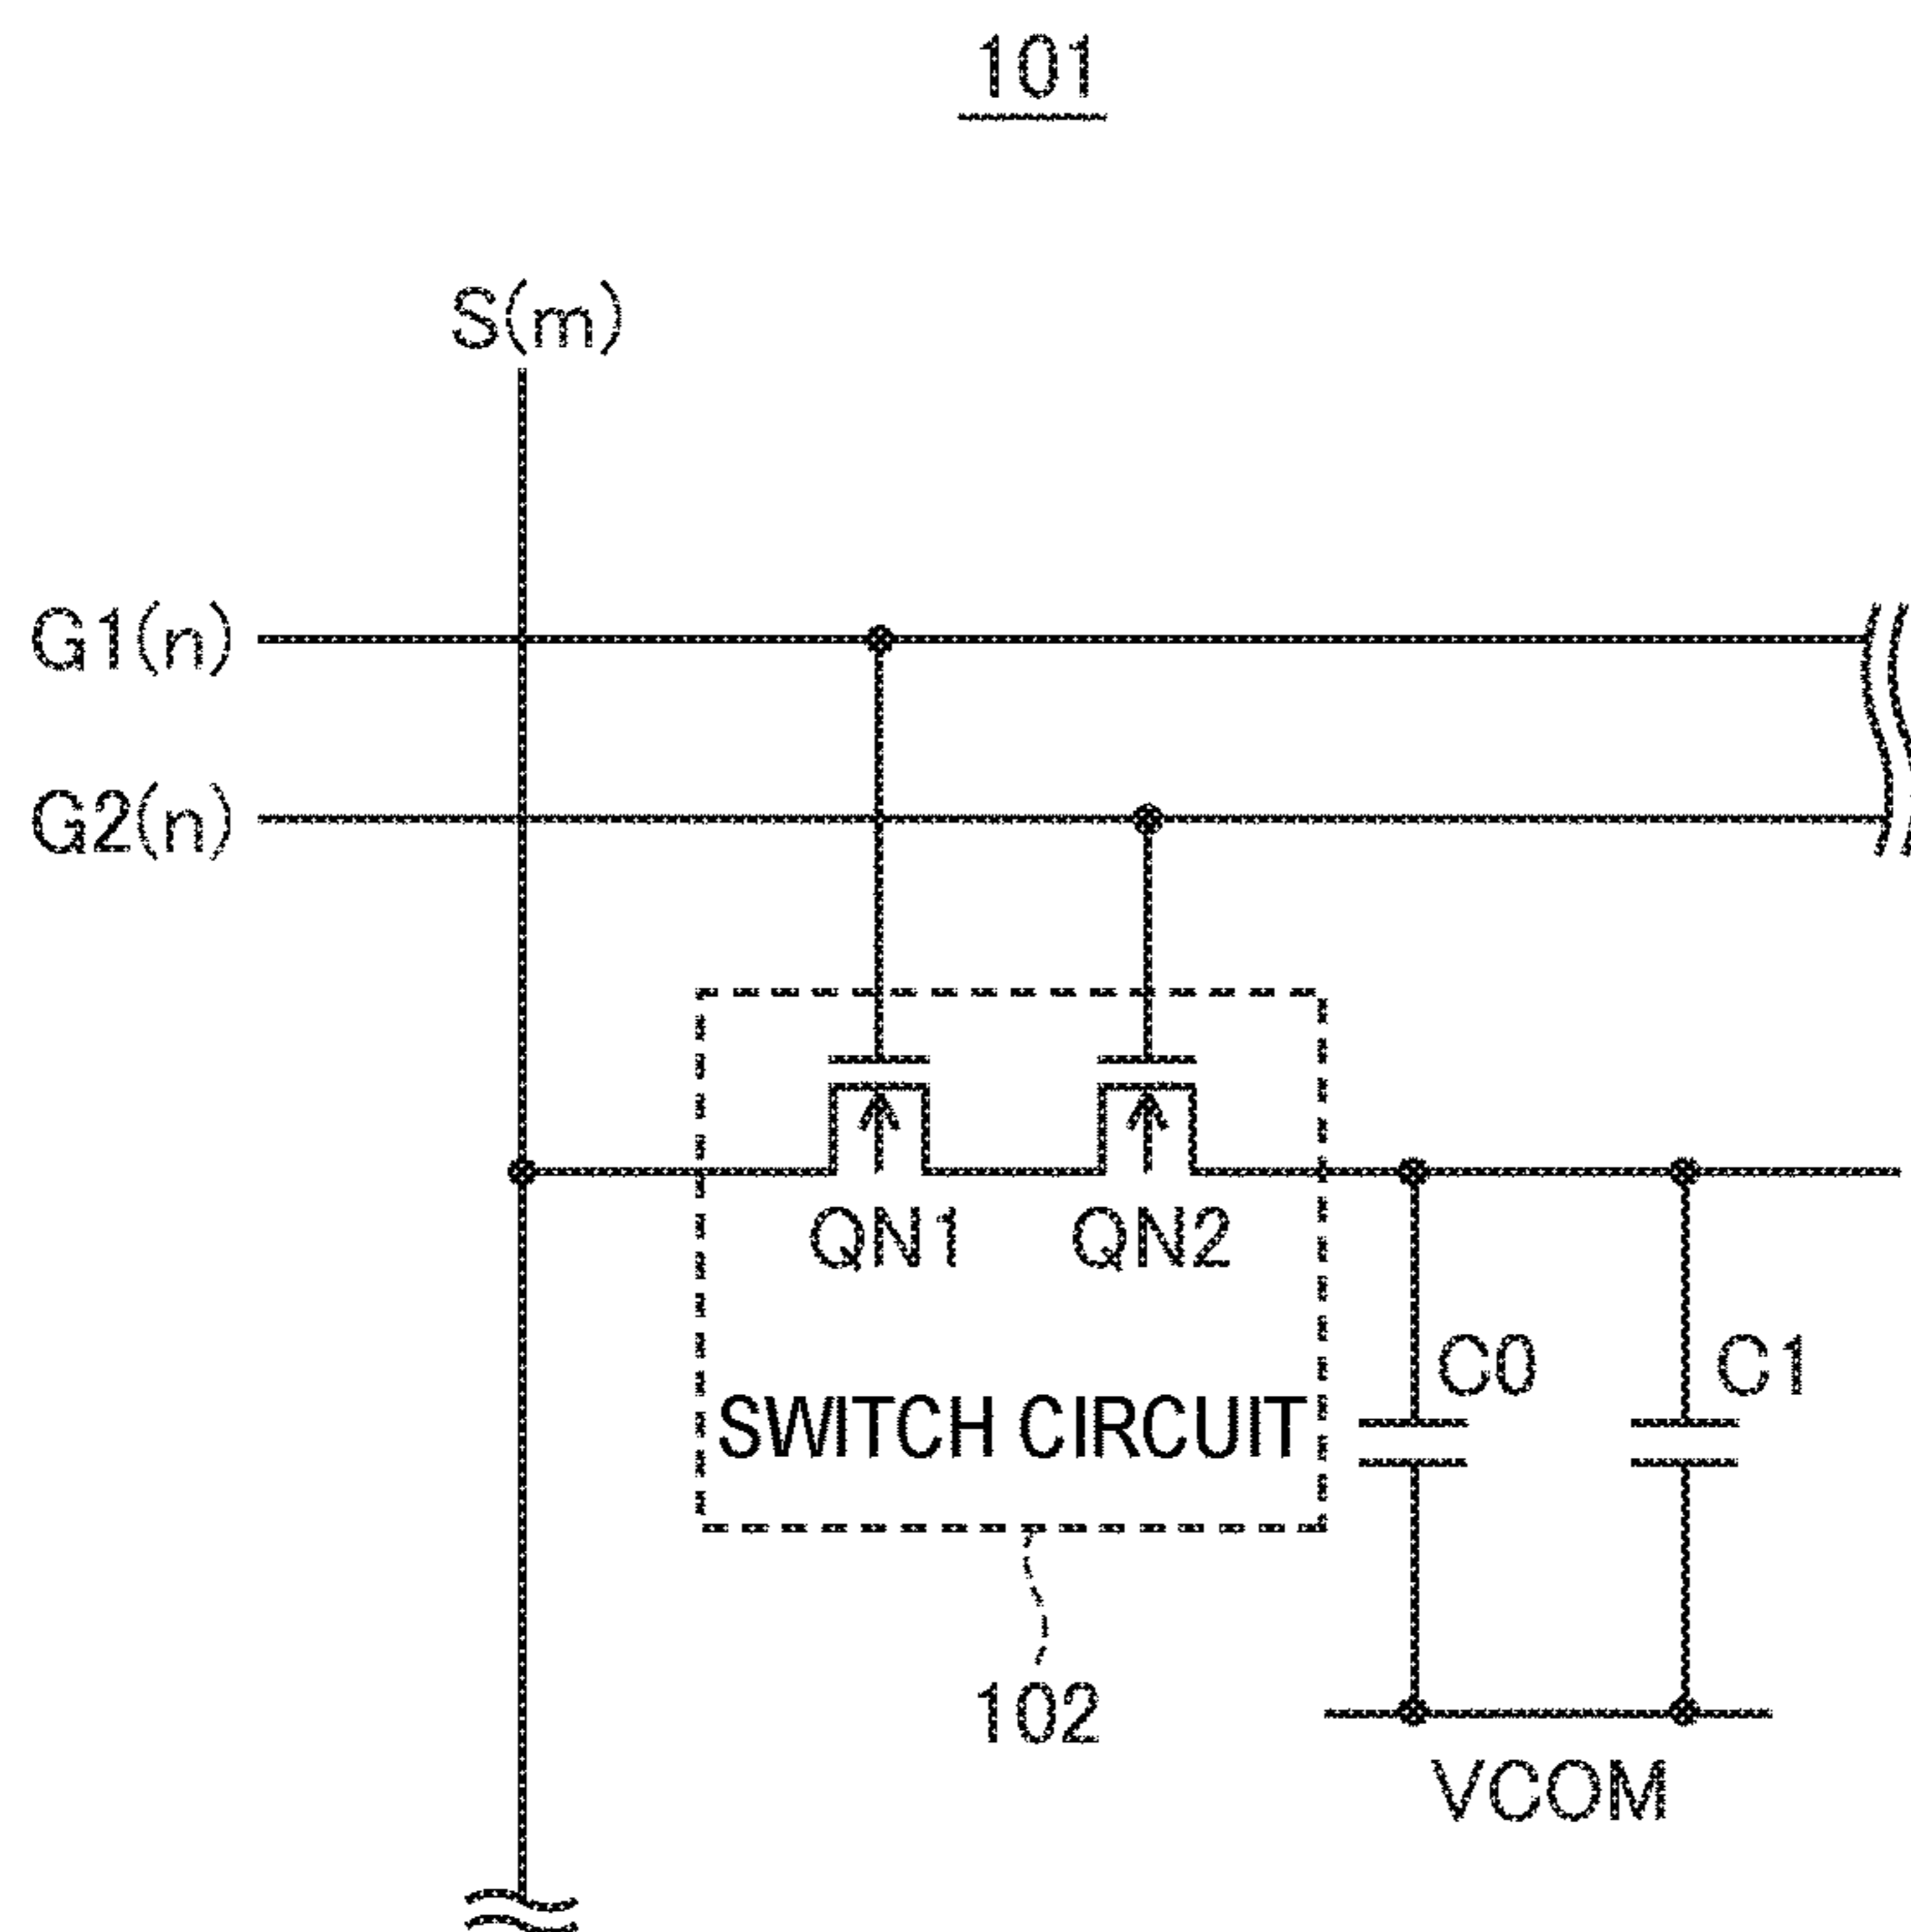 101
S(m)
G1(n)
G2(n)
QN1 QN2
C0 C1
SWITCH CIRCUIT
102
VCOM